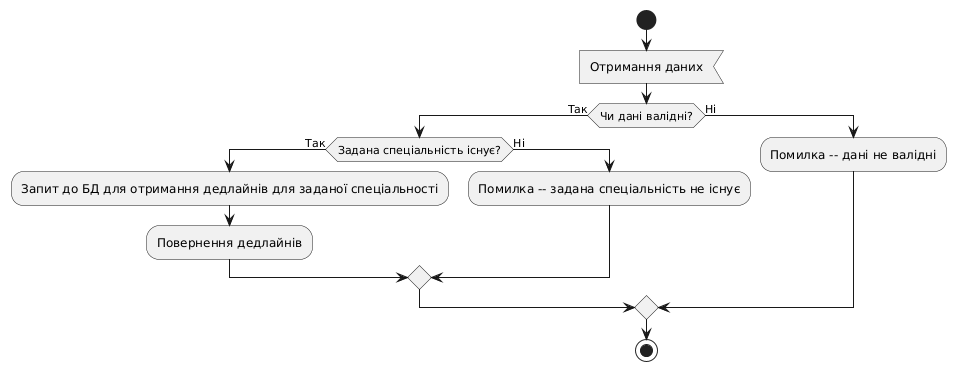 Отримання даних
Так
Чи дані валідні?
Ні
Так
Задана спеціальність існує?
Ні
Помилка -- дані не валідні
Запит до БД для отримання дедлайнів для заданої спеціальності
Помилка -- задана спеціальність не існує
Повернення дедлайнів